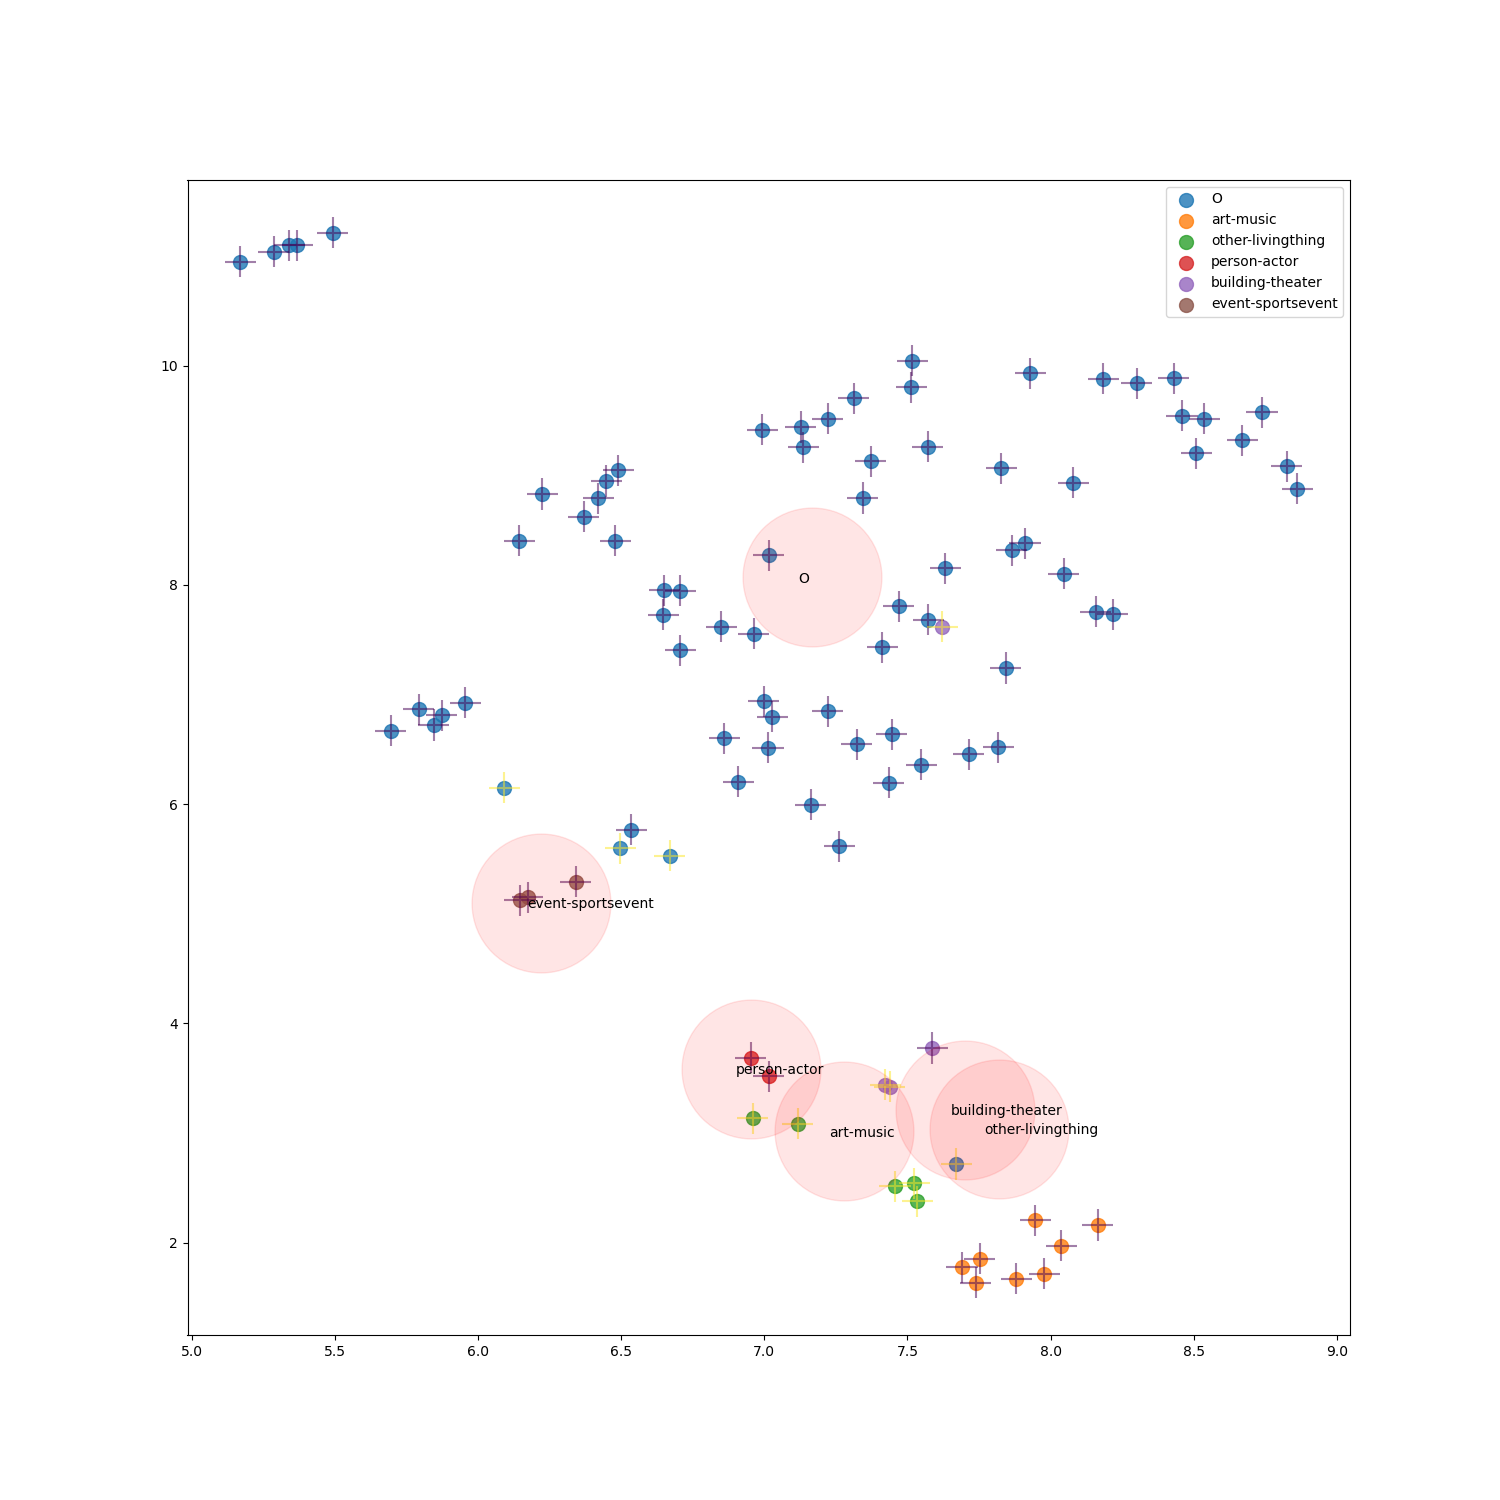 O
art-music
other-livingthing
person-actor
building-theater
event-sportsevent
10
8
O
6
event-sportsevent
4
person-actor
building-theater
other-livingthing
art-music
2
5.0 5.5 6.0 6.5 7.0 7.5 8.0 8.5 9.0